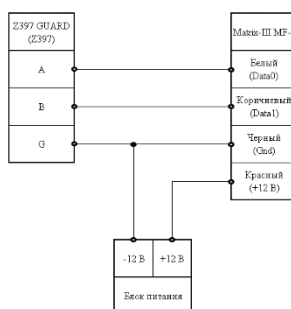 Z397 GUARD
(Z397)
A
B
G
Matrix-III MF-
Белый
(Data0)
Коричневый
(Data1)
Черный
(Gnd)
Красный
(+12 В)
-12 В
+12 В
Блок питания